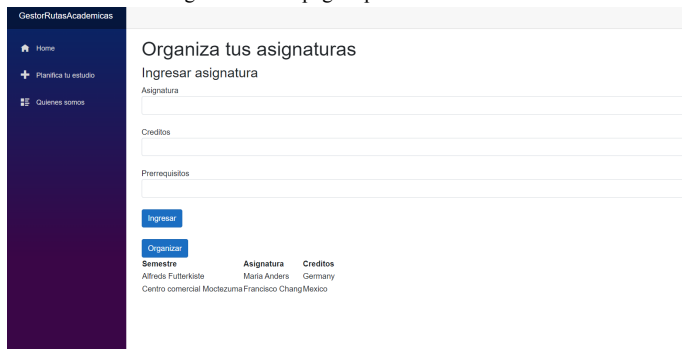 GestorRutasAcademicas
Home
Planifica tu estudio
Quienes somos
Organiza tus asignaturas
Ingresar asignatura
Asignatura
Creditos
Prerrequisitos
Ingresar
Organizar
Semestre Asignatura Creditos
Alfreds Futterkiste Maria Anders Germany
Centro comercial Moctezuma Francisco Chang Mexico